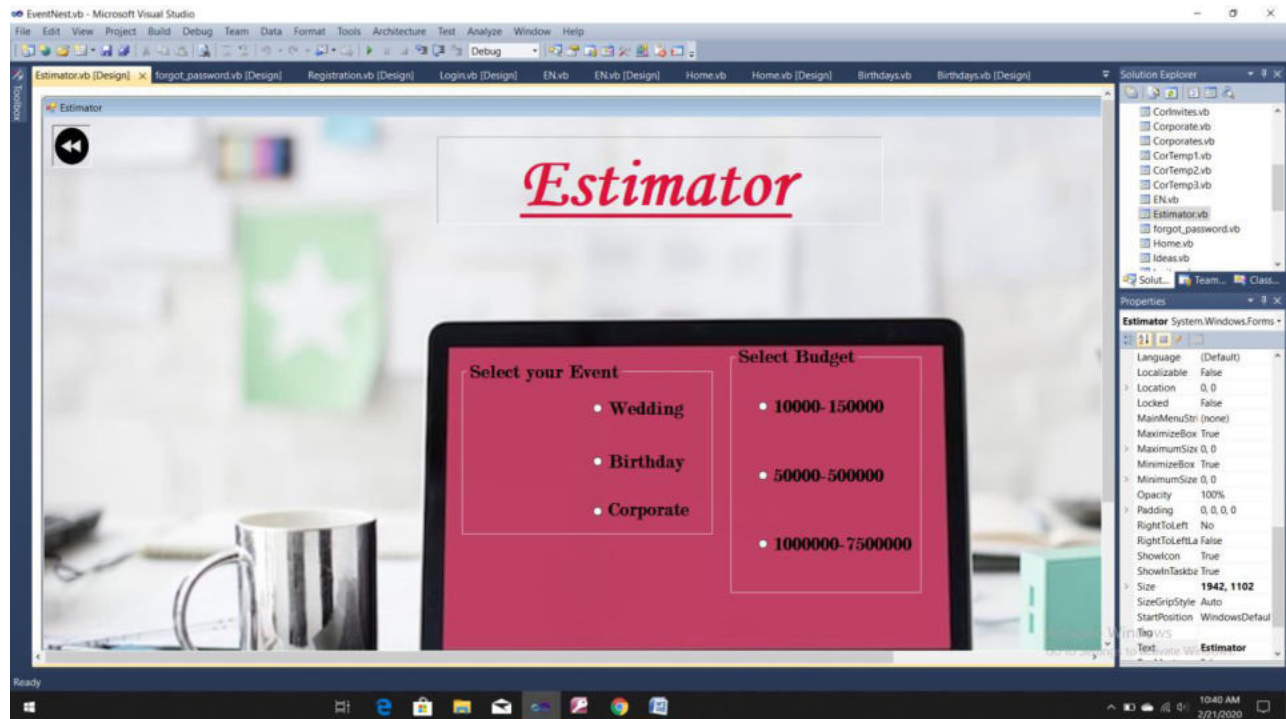 EventNest.vb - Microsoft Visual Studio
File Edit View Project Build Debug Team Data Format Tools Architecture Test Analyze Window Help
Debug
Estimator.vb [Design] forgot_password.vb [Design] Registration.vb [Design] Login.vb [Design] EN.vb EN.vb [Design] Home.vb Home.vb [Design] Birthdays.vb Birthdays.vb [Design]
Toolbox
Estimator
Estimator
Select your Event
Wedding
Birthday
Corporate
Select Budget
10000-150000
50000-500000
1000000-7500000
Solution Explorer
CorInvites.vb
Corporate.vb
Corporates.vb
CorTemp1.vb
CorTemp2.vb
CorTemp3.vb
EN.vb
Estimator.vb
forgot_password.vb
Home.vb
Ideas.vb
Solut... Team... Class...
Properties
Estimator System.Windows.Forms
Language (Default)
Localizable False
Location 0, 0
Locked False
MainMenuStri (none)
MaximizeBox True
MaximumSize 0, 0
MinimizeBox True
MinimumSize 0, 0
Opacity 100%
Padding 0, 0, 0, 0
RightToLeft No
RightToLeftLa False
ShowIcon True
ShowInTaskba True
Size 1942, 1102
SizeGripStyle Auto
StartPosition WindowsDefaul
Tag
Text Estimator
Ready
10:40 AM
2/21/2020